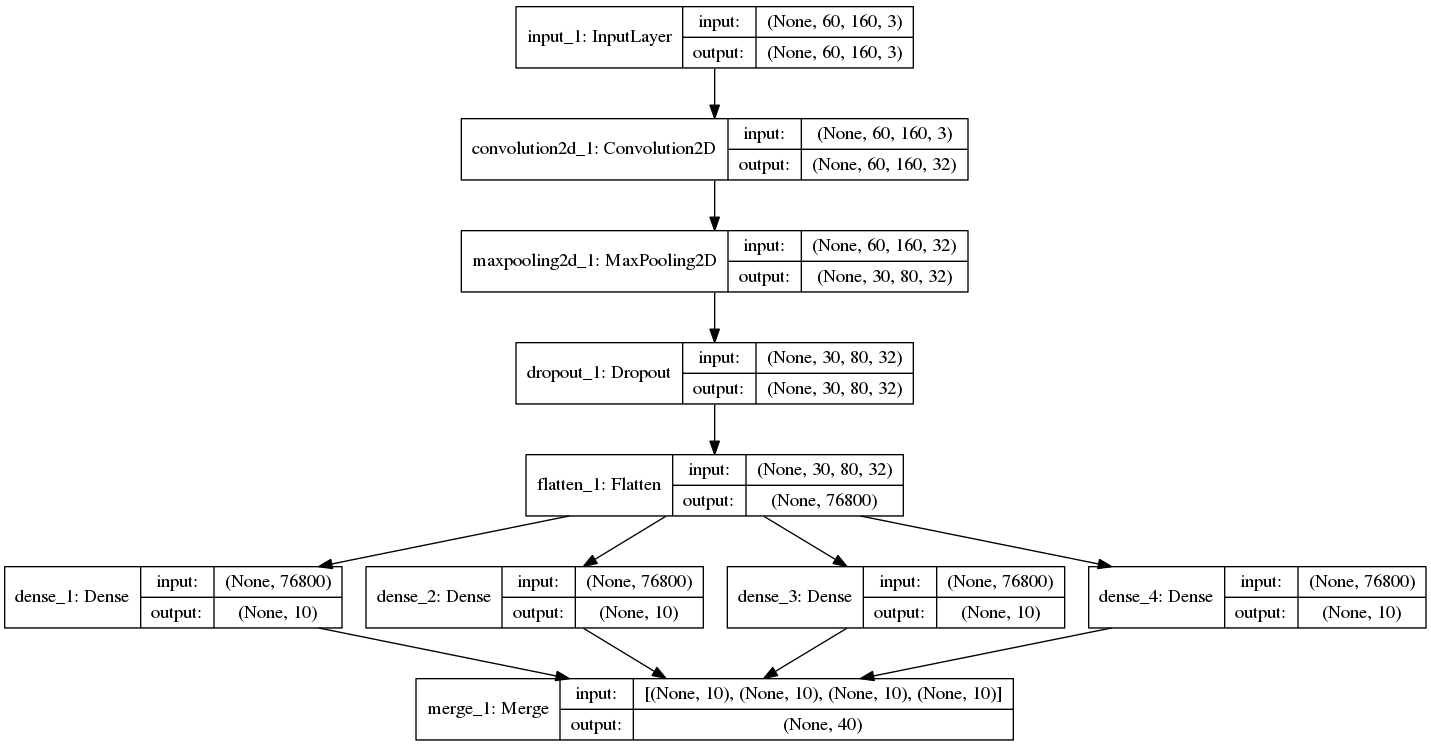 input_1: InputLayer
input: (None, 60, 160, 3)
output: (None, 60, 160, 3)
convolution2d_1: Convolution2D
input: (None, 60, 160, 3)
output: (None, 60, 160, 32)
maxpooling2d_1: MaxPooling2D
input: (None, 60, 160, 32)
output: (None, 30, 80, 32)
dropout_1: Dropout
input: (None, 30, 80, 32)
output: (None, 30, 80, 32)
flatten_1: Flatten
input: (None, 30, 80, 32)
output: (None, 76800)
dense_1: Dense
input: (None, 76800)
output: (None, 10)
dense_2: Dense
input: (None, 76800)
output: (None, 10)
dense_3: Dense
input: (None, 76800)
output: (None, 10)
dense_4: Dense
input: (None, 76800)
output: (None, 10)
merge_1: Merge
input: [(None, 10), (None, 10), (None, 10), (None, 10)]
output: (None, 40)